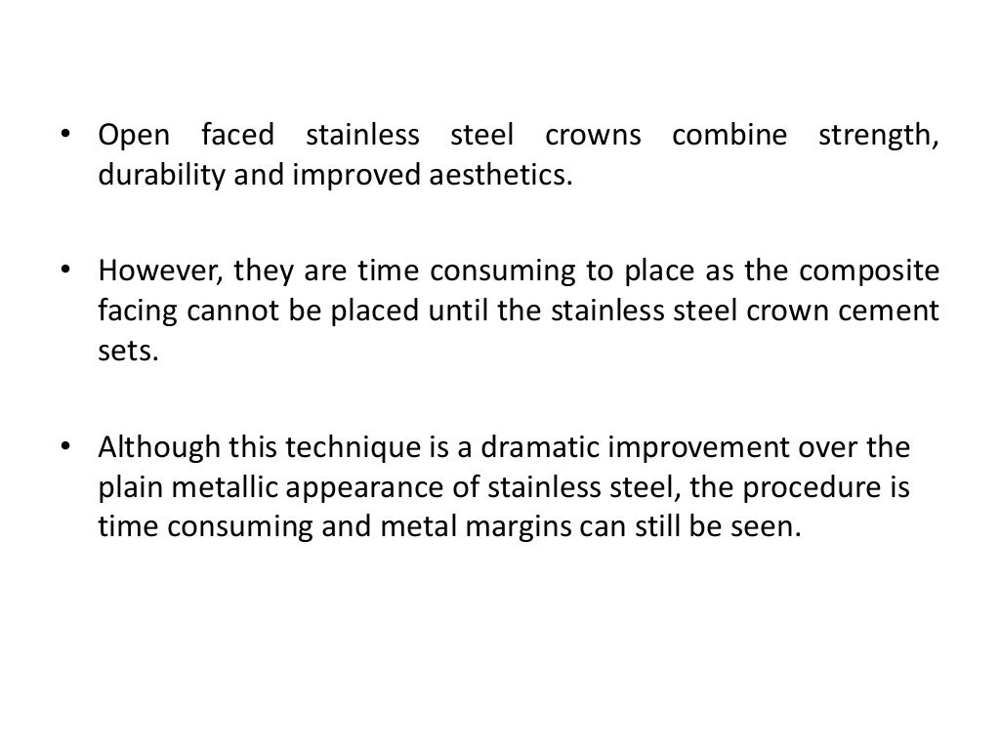 • Open faced stainless steel crowns combine strength,
durability and improved aesthetics.
• However, they are time consuming to place as the composite
facing cannot be placed until the stainless steel crown cement
sets.
• Although this technique is a dramatic improvement over the
plain metallic appearance of stainless steel, the procedure is
time consuming and metal margins can still be seen.